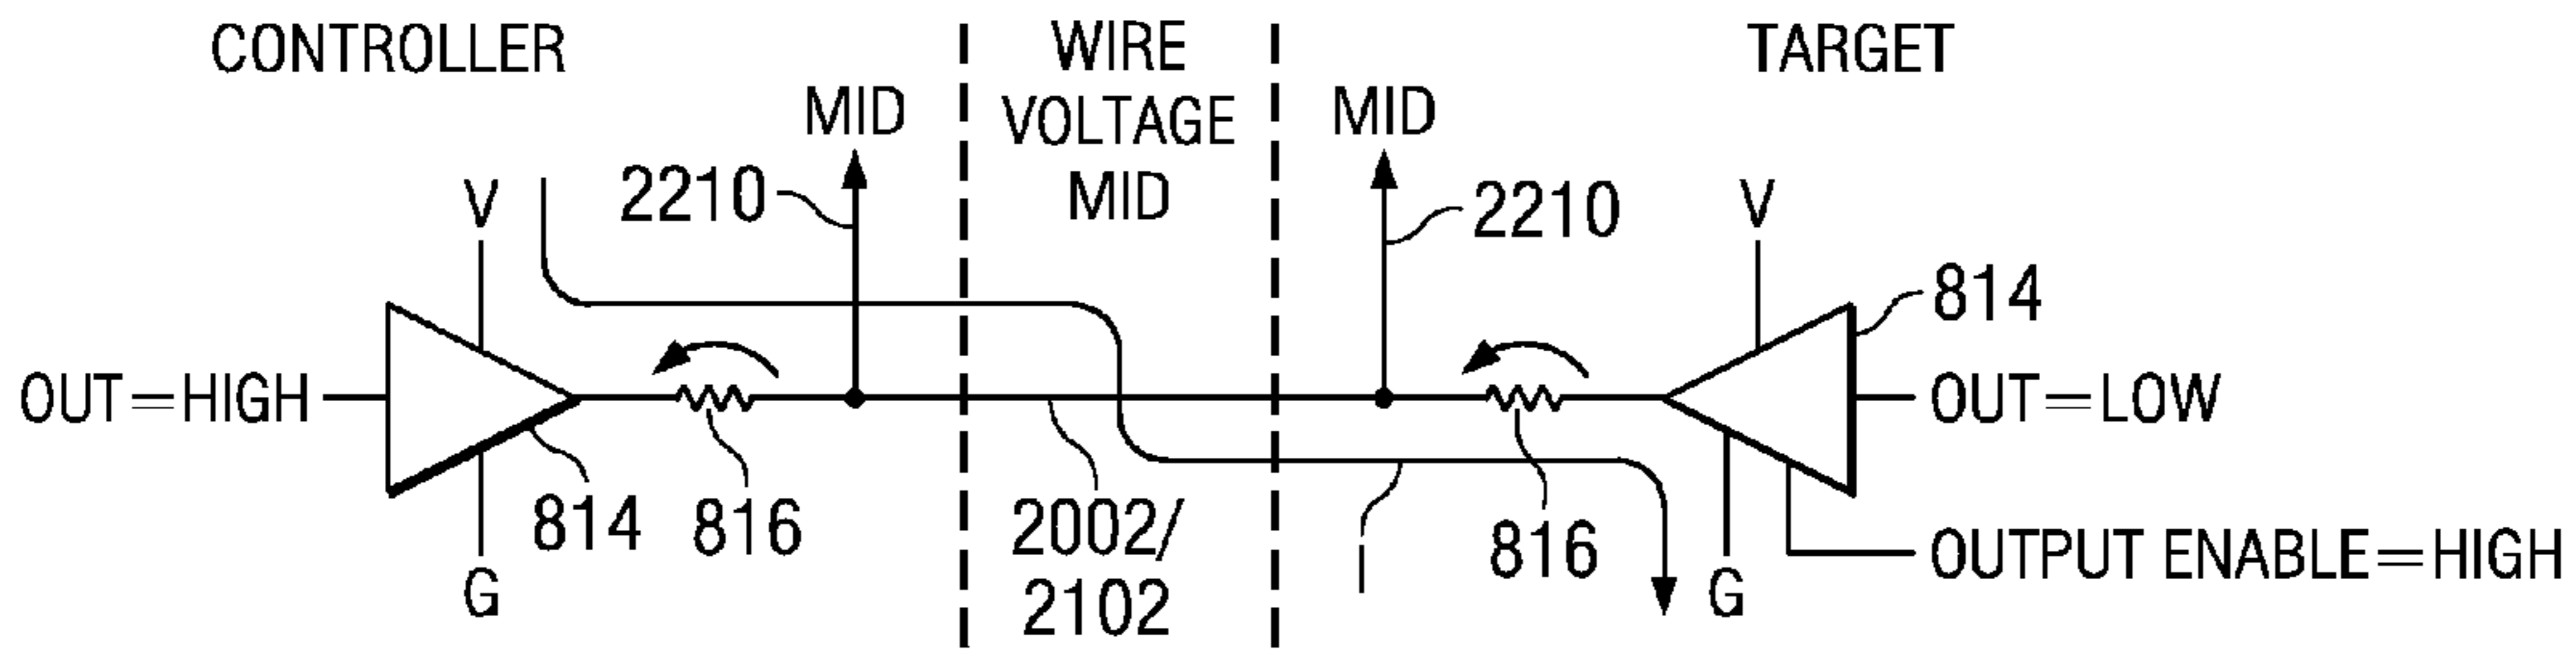 CONTROLLER
WIRE
VOLTAGE
MID
TARGET
MID
MID
2210
2210
V
V
814
OUT=HIGH
OUT=LOW
814
816
2002/
2102
I
816
OUTPUT ENABLE=HIGH
G
G